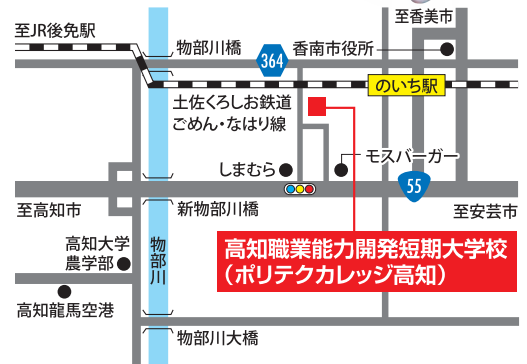 至香美市
至JR後免駅
物部川橋
364
香南市役所
のいち駅
土佐くろしお鉄道
ごめん・なはり線
しまむら
モスバーガー
55
至高知市
新物部川橋
至安芸市
高知大学
農学部
物部川
高知職業能力開発短期大学校
（ポリテクカレッジ高知）
高知龍馬空港
物部川大橋